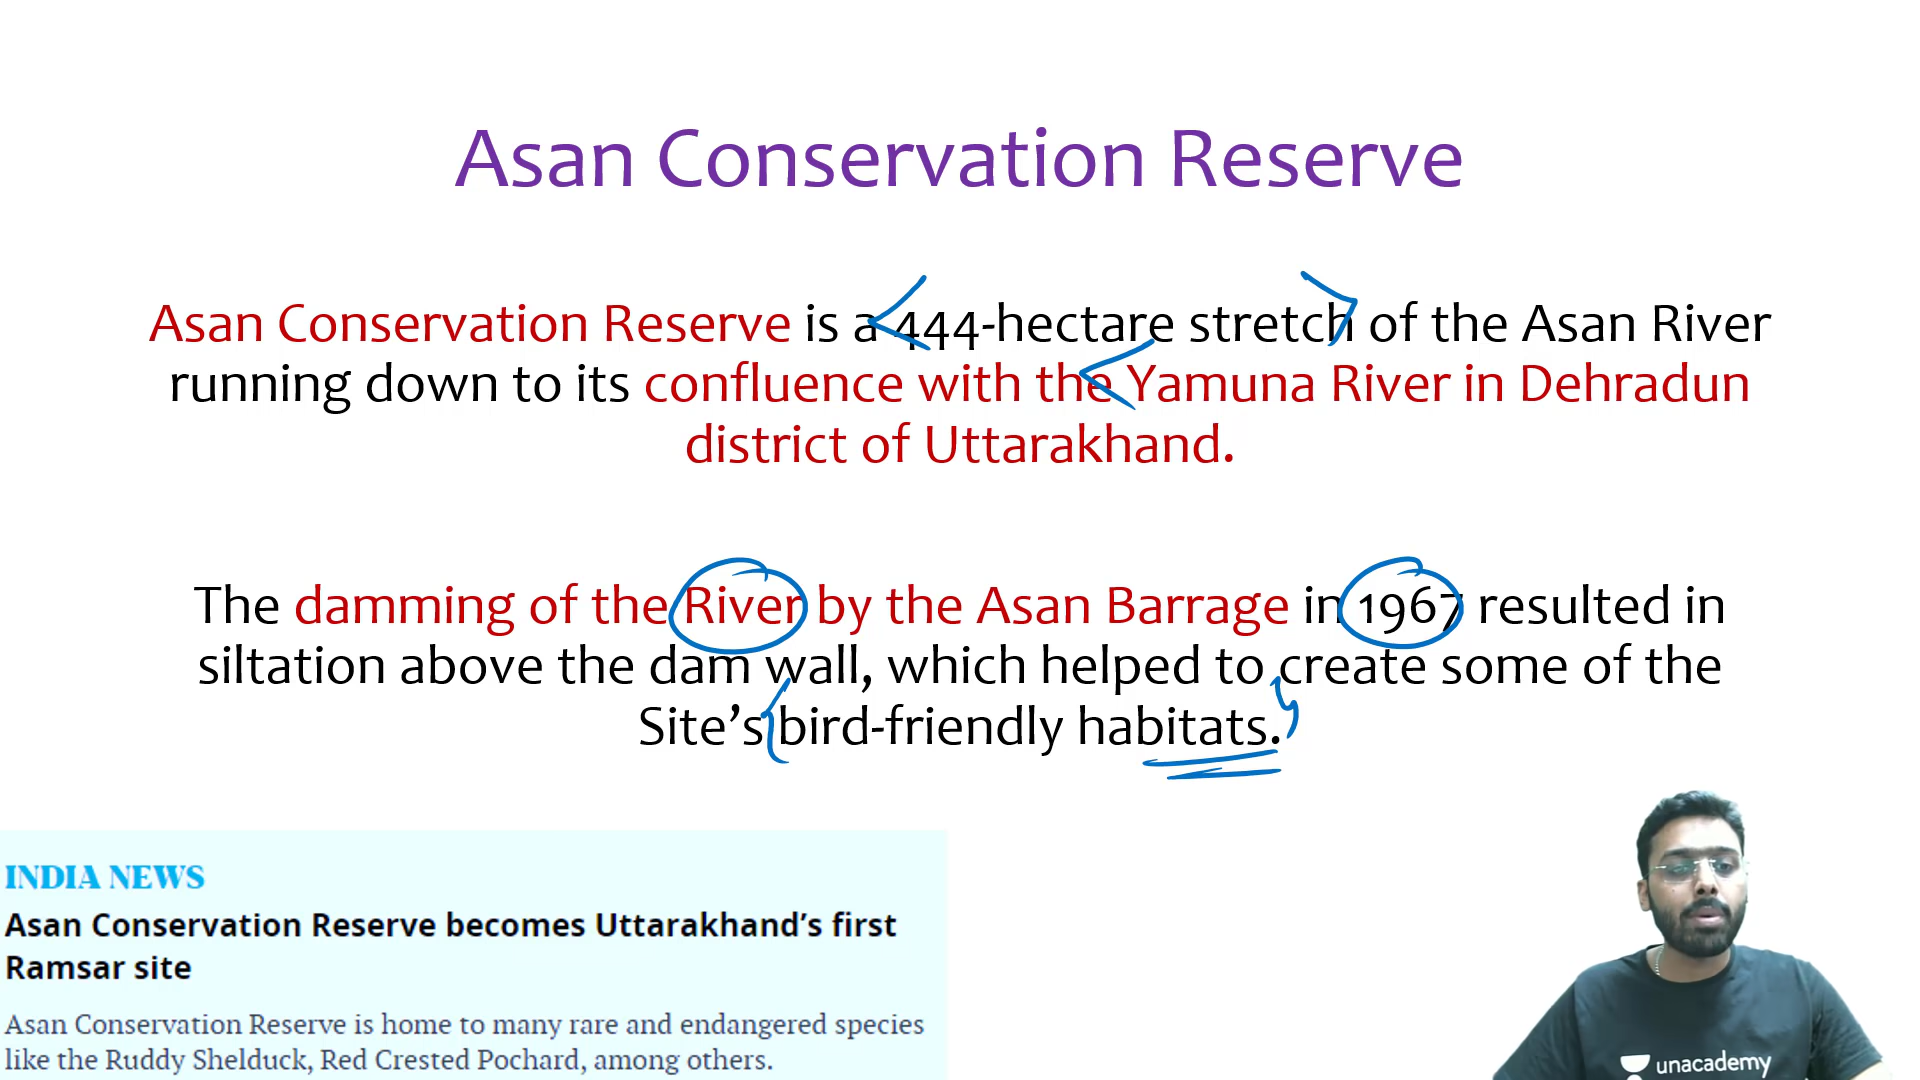 Asan Conservation Reserve
Asan Conservation Reserve is a 444-hectare stretch of the Asan River
running down to its confluence with the Yamuna River in Dehradun
district of Uttarakhand.
The damming of the River by the Asan Barrage in 1967 resulted in
siltation above the dam wall, which helped to create some of the
Site’s bird-friendly habitats.
INDIA NEWS
Asan Conservation Reserve becomes Uttarakhand’s first
Ramsar site
Asan Conservation Reserve is home to many rare and endangered species
like the Ruddy Shelduck, Red Crested Pochard, among others.
unacademy